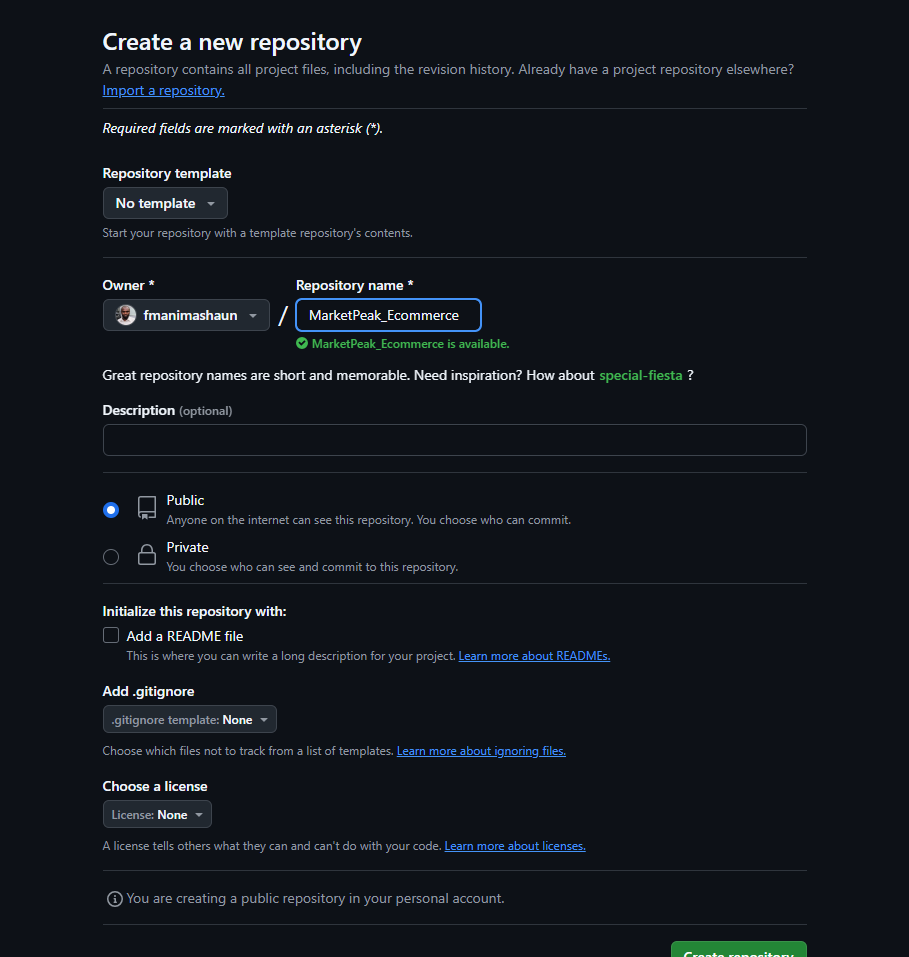 Create a new repository
A repository contains all project files, including the revision history. Already have a project repository elsewhere?
Import a repository.
Required fields are marked with an asterisk (*).
Repository template
No template
Start your repository with a template repository's contents.
Owner * Repository name *
fmanimashaun / MarketPeak_Ecommerce
MarketPeak_Ecommerce is available.
Great repository names are short and memorable. Need inspiration? How about special-fiesta ?
Description (optional)
Public
Anyone on the internet can see this repository. You choose who can commit.
Private
You choose who can see and commit to this repository.
Initialize this repository with:
Add a README file
This is where you can write a long description for your project. Learn more about READMEs.
Add .gitignore
.gitignore template: None
Choose which files not to track from a list of templates. Learn more about ignoring files.
Choose a license
License: None
A license tells others what they can and can't do with your code. Learn more about licenses.
You are creating a public repository in your personal account.
Create repository